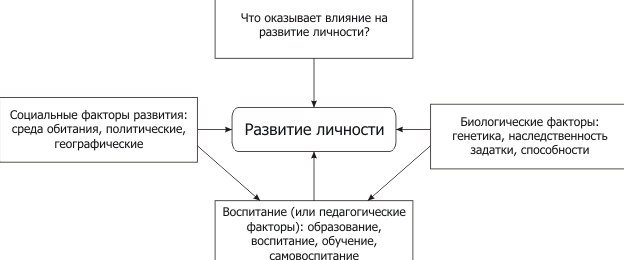 Что оказывает влияние на
развитие личности?
Социальные факторы развития:
среда обитания, политические,
географические
Развитие личности
Биологические факторы:
генетика, наследственность
задатки, способности
Воспитание (или педагогические
факторы): образование,
воспитание, обучение,
самовоспитание